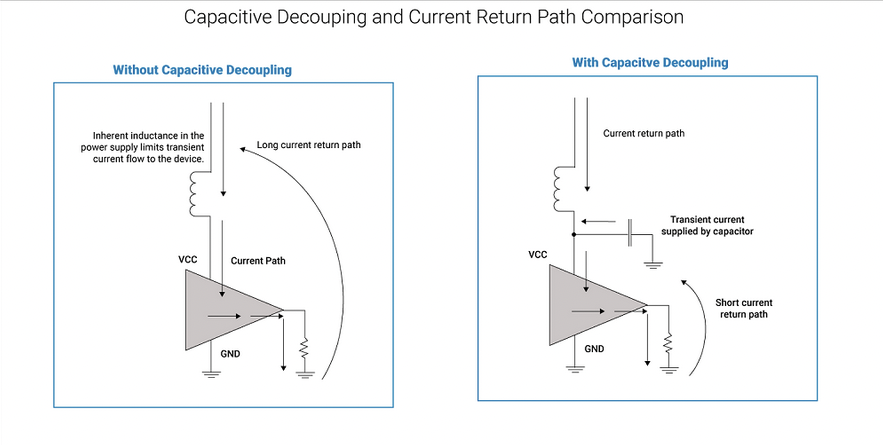 Capacitive Decouping and Current Return Path Comparison
Without Capacitive Decoupling
Inherent inductance in the
power supply limits transient
current flow to the device.
Long current return path
VCC
Current Path
GND
With Capacitve Decoupling
Current return path
Transient current
supplied by capacitor
VCC
Short current
return path
GND